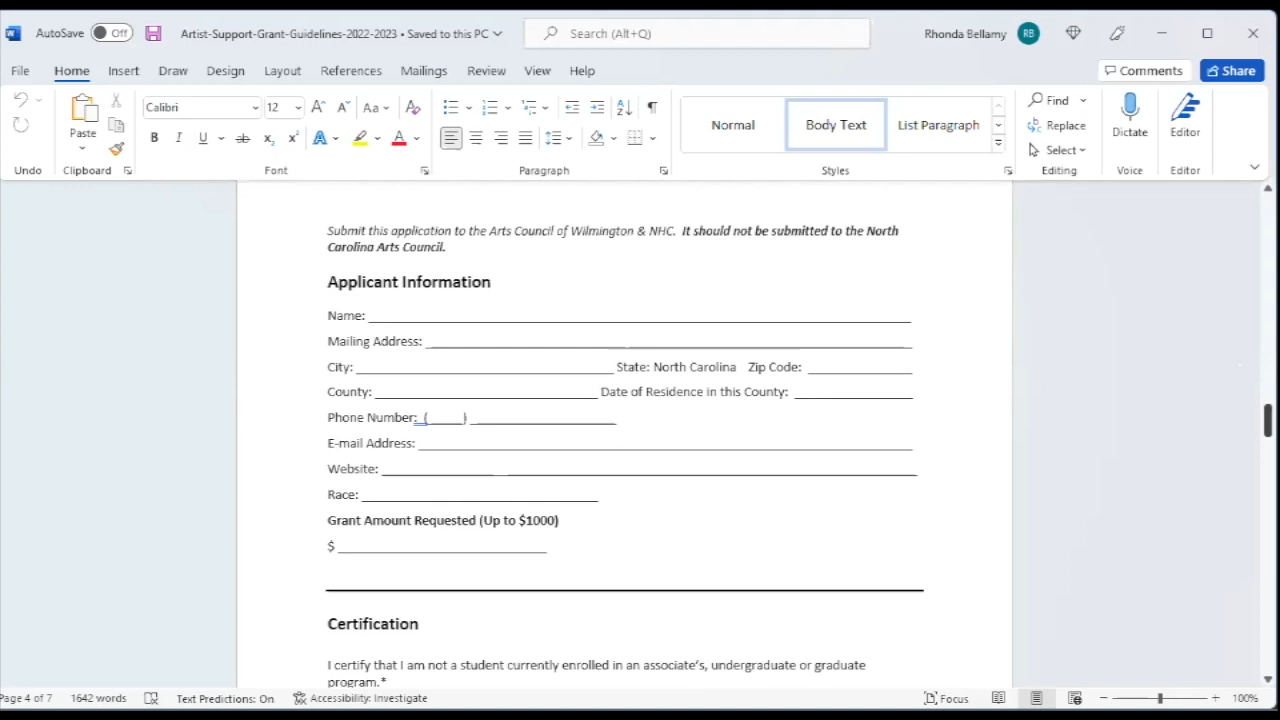 AutoSave Off Artist-Support-Grant-Guidelines-2022-2023 • Saved to this PC Search (Alt+Q) Rhonda Bellamy RB
File Home Insert Draw Design Layout References Mailings Review View Help Comments Share
Calibri 12 Aa
Paste
Normal Body Text List Paragraph
Find
Replace
Select
Dictate
Editor
Undo Clipboard Font Paragraph Styles Editing Voice Editor
Submit this application to the Arts Council of Wilmington & NHC. It should not be submitted to the North
Carolina Arts Council.
Applicant Information
Name:
Mailing Address:
City: State: North Carolina Zip Code:
County: Date of Residence in this County:
Phone Number: ( )
E-mail Address:
Website:
Race:
Grant Amount Requested (Up to $1000)
$
Certification
I certify that I am not a student currently enrolled in an associate's, undergraduate or graduate
program.*
Page 4 of 7 1642 words Text Predictions: On Accessibility: Investigate Focus 100%